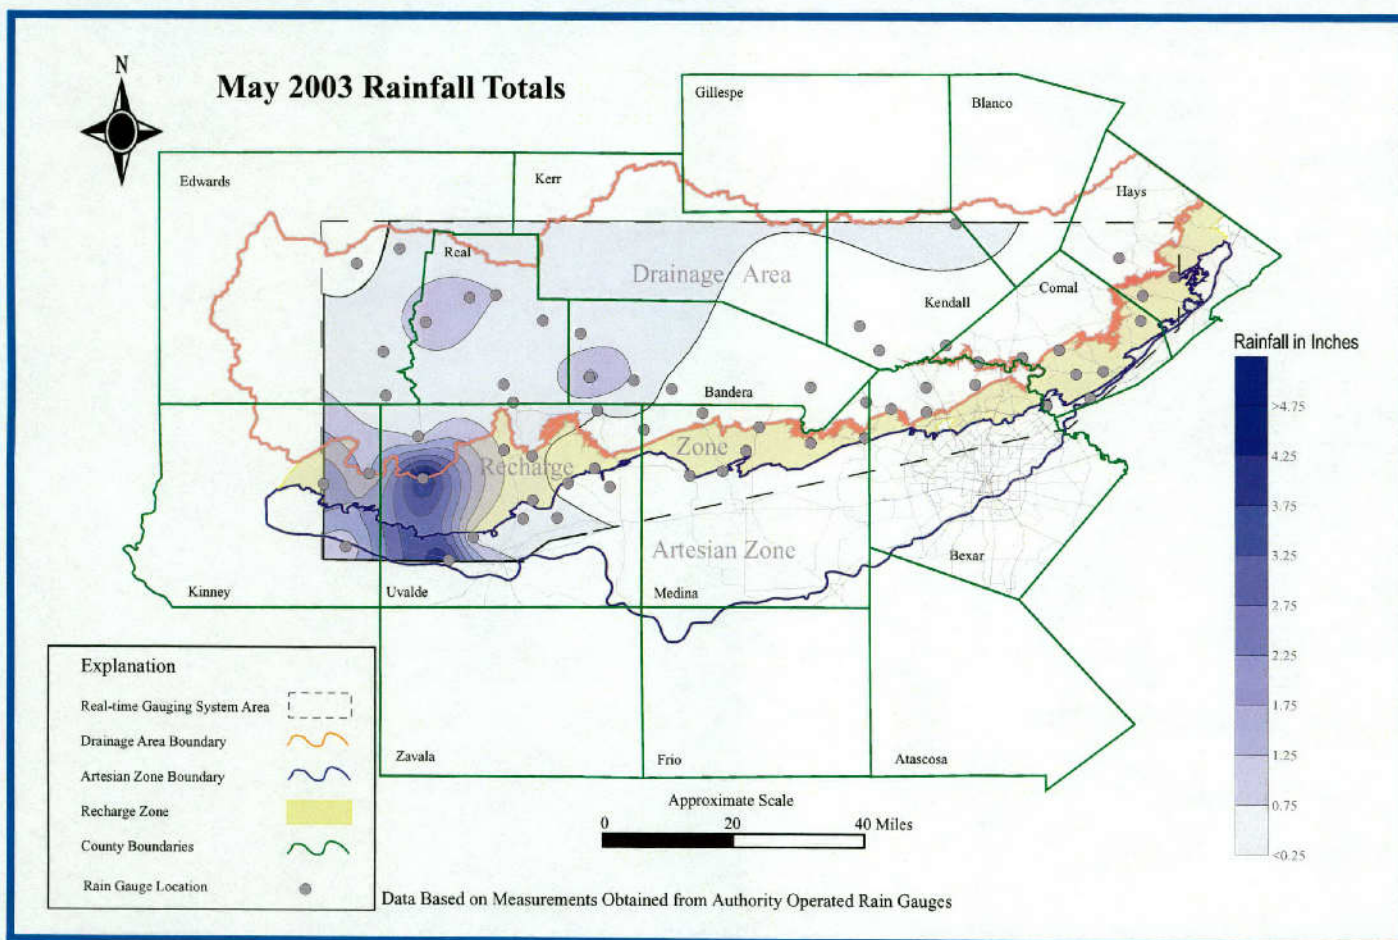 N
May 2003 Rainfall Totals
Gillespe
Blanco
Edwards
Kerr
Hays
Real
Drainage Area
Comal
Kendall
Rainfall in Inches
Bandera
>4.75
4.25
Zone
Recharge
3.75
Artesian Zone
Bexar
3.25
Kinney
Uvalde
Medina
2.75
Explanation
2.25
Real-time Gauging System Area
1.75
Drainage Area Boundary
Zavala
Frio
Atascosa
1.25
Artesian Zone Boundary
Approximate Scale
0.75
Recharge Zone
0 20 40 Miles
County Boundaries
<0.25
Rain Gauge Location
Data Based on Measurements Obtained from Authority Operated Rain Gauges